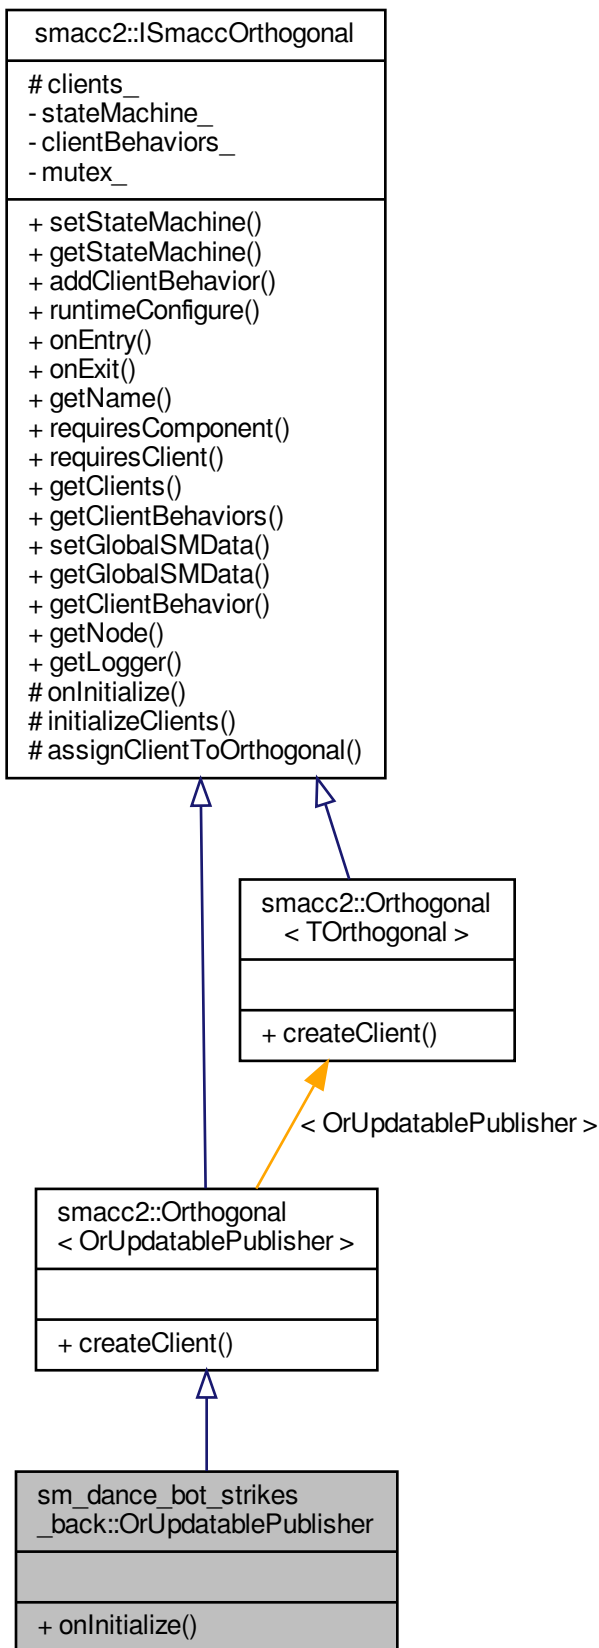 smacc2::ISmaccOrthogonal
# clients_
- stateMachine_
- clientBehaviors_
- mutex_
+ setStateMachine()
+ getStateMachine()
+ addClientBehavior()
+ runtimeConfigure()
+ onEntry()
+ onExit()
+ getName()
+ requiresComponent()
+ requiresClient()
+ getClients()
+ getClientBehaviors()
+ setGlobalSMData()
+ getGlobalSMData()
+ getClientBehavior()
+ getNode()
+ getLogger()
# onInitialize()
# initializeClients()
# assignClientToOrthogonal()
smacc2::Orthogonal
< TOrthogonal >
+ createClient()
< OrUpdatablePublisher >
smacc2::Orthogonal
< OrUpdatablePublisher >
+ createClient()
sm_dance_bot_strikes
_back::OrUpdatablePublisher
+ onInitialize()